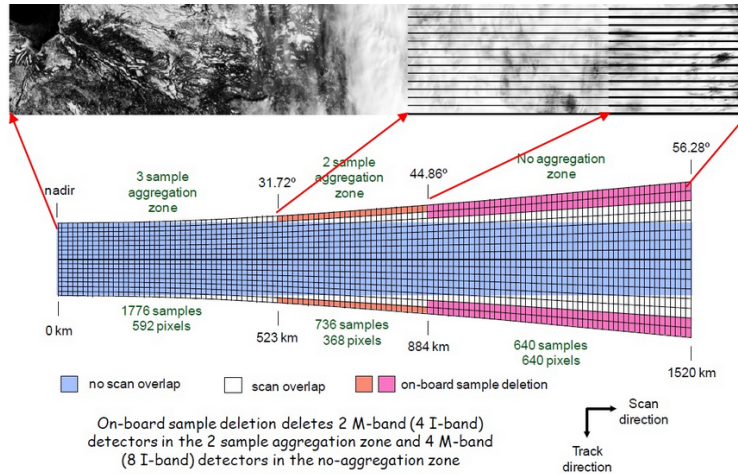 56.28º
2 sample
aggregation
zone
44.86º
No aggregation
zone
nadir
3 sample
aggregation
zone
31.72º
0 km
1776 samples
592 pixels
523 km
736 samples
368 pixels
884 km
640 samples
640 pixels
1520 km
no scan overlap
scan overlap
on-board sample deletion
On-board sample deletion deletes 2 M-band (4 I-band)
detectors in the 2 sample aggregation zone and 4 M-band
(8 I-band) detectors in the no-aggregation zone
Scan
direction
Track
direction